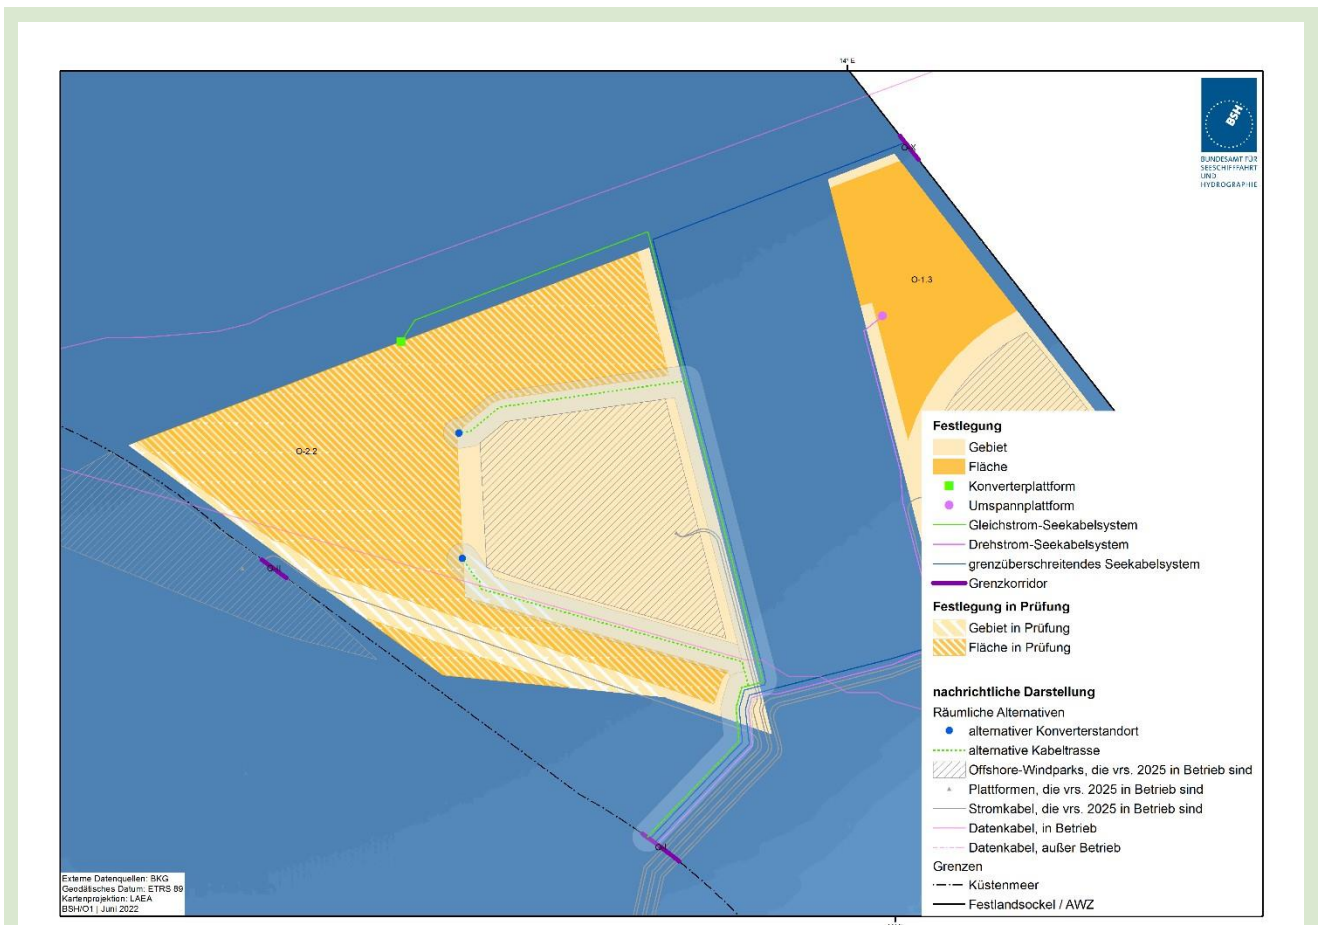 14° E
BSH
BUNDESAMT FÜR
SEESCHIFFFAHRT
UND
HYDROGRAPHIE
O-X
O-1.3
O-2.2
O-II
O-I
Festlegung
Gebiet
Fläche
Konverterplattform
Umspannplattform
Gleichstrom-Seekabelsystem
Drehstrom-Seekabelsystem
grenzüberschreitendes Seekabelsystem
Grenzkorridor
Festlegung in Prüfung
Gebiet in Prüfung
Fläche in Prüfung
nachrichtliche Darstellung
Räumliche Alternativen
alternativer Konverterstandort
alternative Kabeltrasse
Offshore-Windparks, die vrs. 2025 in Betrieb sind
Plattformen, die vrs. 2025 in Betrieb sind
Stromkabel, die vrs. 2025 in Betrieb sind
Datenkabel, in Betrieb
Datenkabel, außer Betrieb
Grenzen
Küstenmeer
Festlandsockel / AWZ
Externe Datenquellen: BKG
Geodätisches Datum: ETRS 89
Kartenprojektion: LAEA
BSH/O1 | Juni 2022